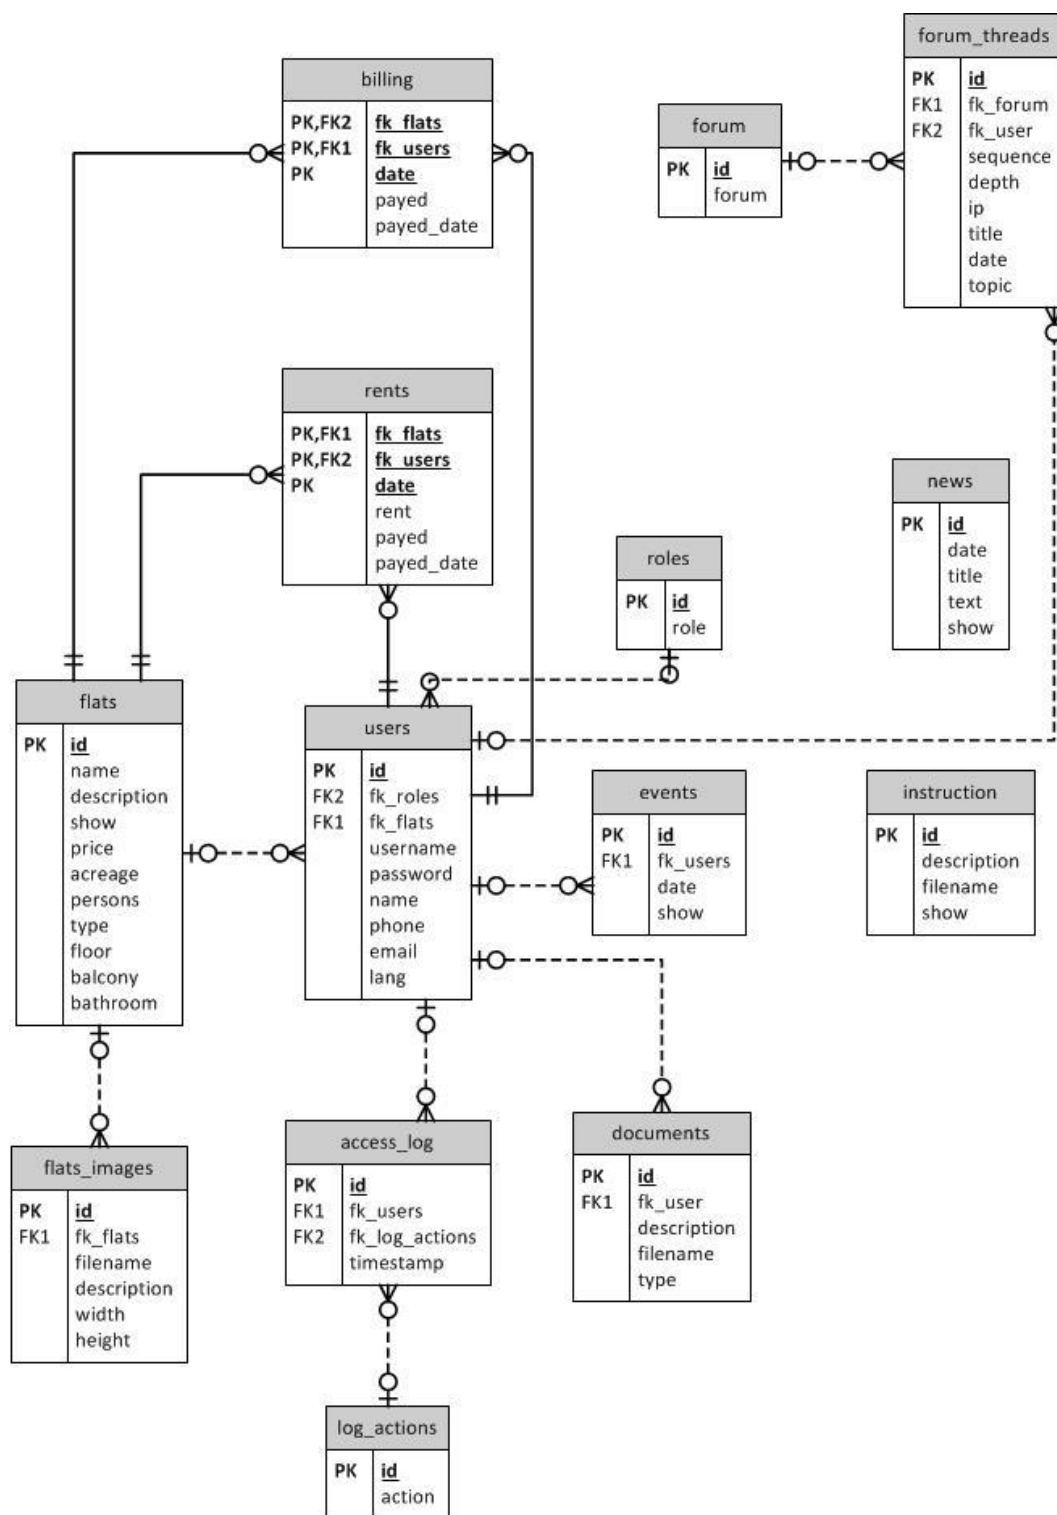 billing
PK,FK2 fk_flats
PK,FK1 fk_users
PK date
payed
payed_date
forum_threads
PK id
FK1 fk_forum
FK2 fk_user
sequence
depth
ip
title
date
topic
forum
PK id
forum
rents
PK,FK1 fk_flats
PK,FK2 fk_users
PK date
rent
payed
payed_date
news
PK id
date
title
text
show
roles
PK id
role
flats
PK id
name
description
show
price
acreage
persons
type
floor
balcony
bathroom
users
PK id
FK2 fk_roles
FK1 fk_flats
username
password
name
phone
email
lang
events
PK id
FK1 fk_users
date
show
instruction
PK id
description
filename
show
flats_images
PK id
FK1 fk_flats
filename
description
width
height
access_log
PK id
FK1 fk_users
FK2 fk_log_actions
timestamp
documents
PK id
FK1 fk_user
description
filename
type
log_actions
PK id
action